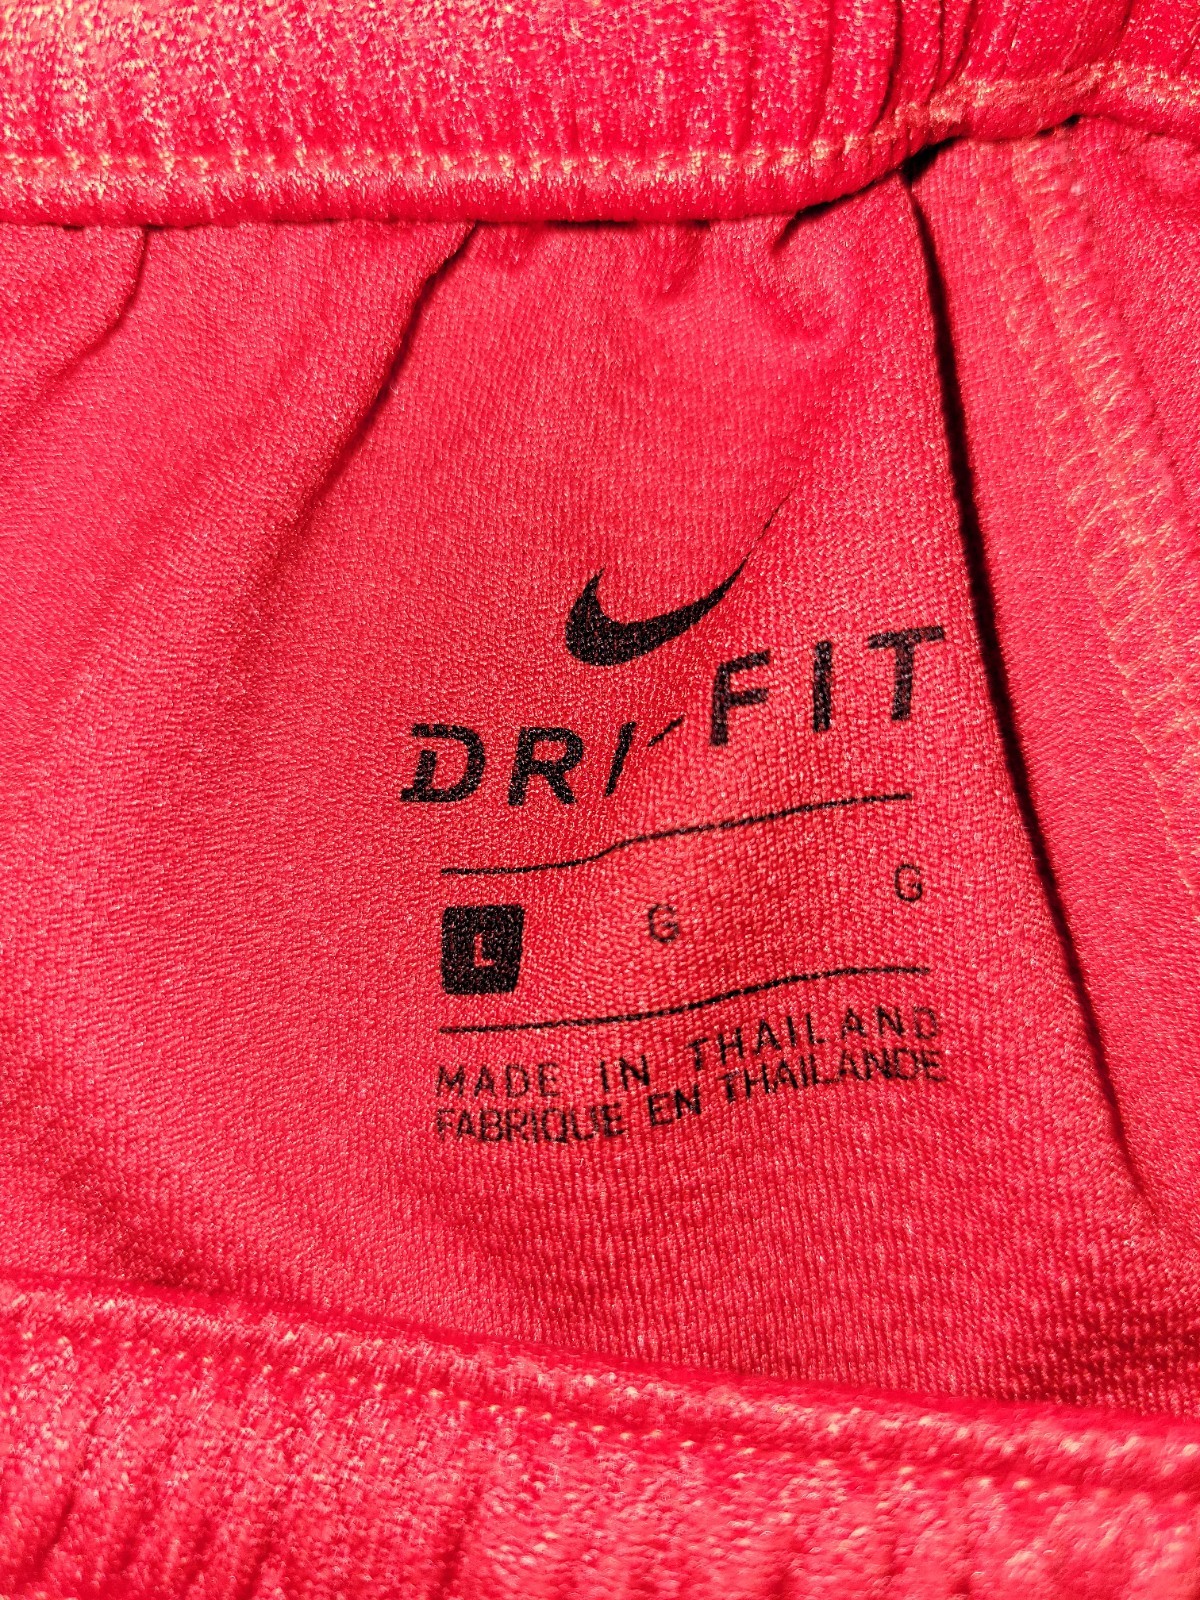 DRI-FIT
L G G
MADE IN THAILAND
FABRIQUE EN THAILANDE